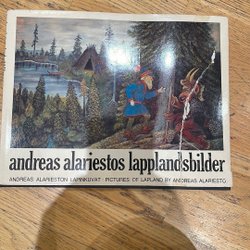 andreas alariestos lapplandsbilder
ANDREAS ALARIESTON LAPINKUVAT · PICTURES OF LAPLAND BY ANDREAS ALARIESTO